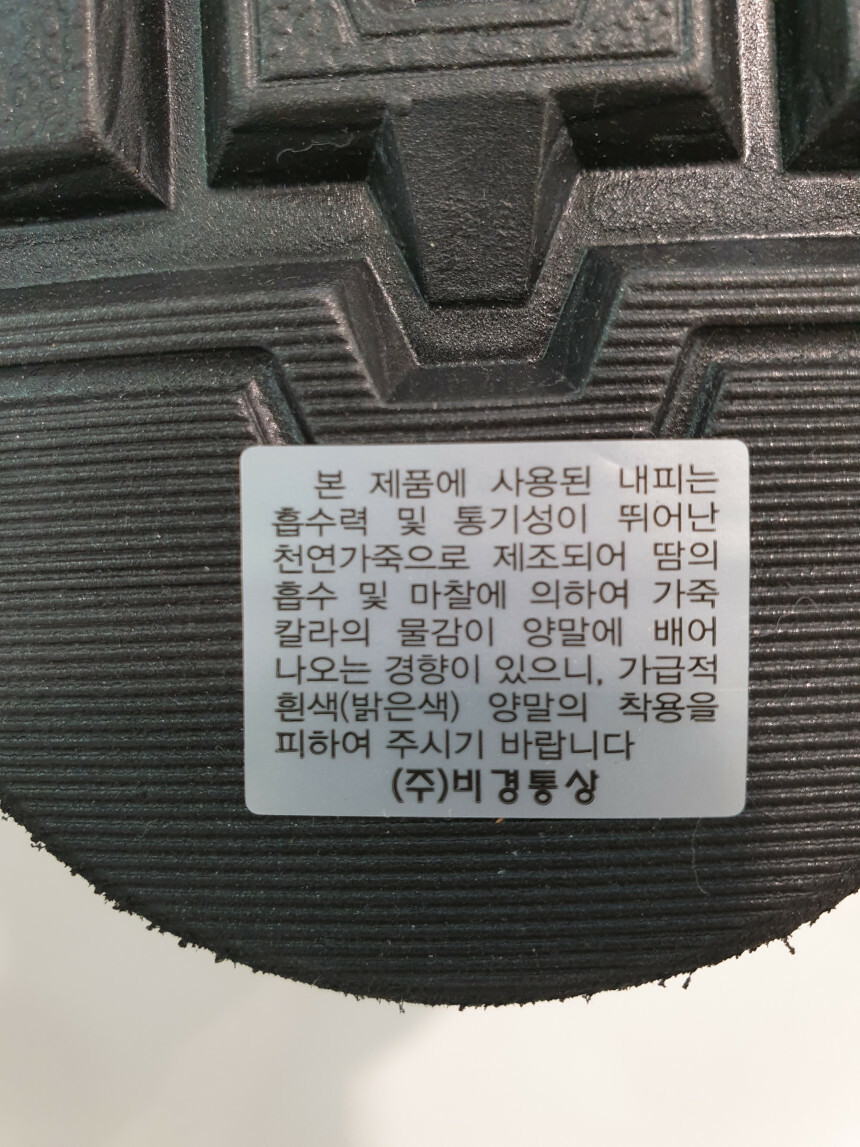 본 제품에 사용된 내피는
흡수력 및 통기성이 뛰어난
천연가죽으로 제조되어 땀의
흡수 및 마찰에 의하여 가죽
칼라의 물감이 양말에 배어
나오는 경향이 있으니, 가급적
흰색(밝은색) 양말의 착용을
피하여 주시기 바랍니다
(주)비경통상